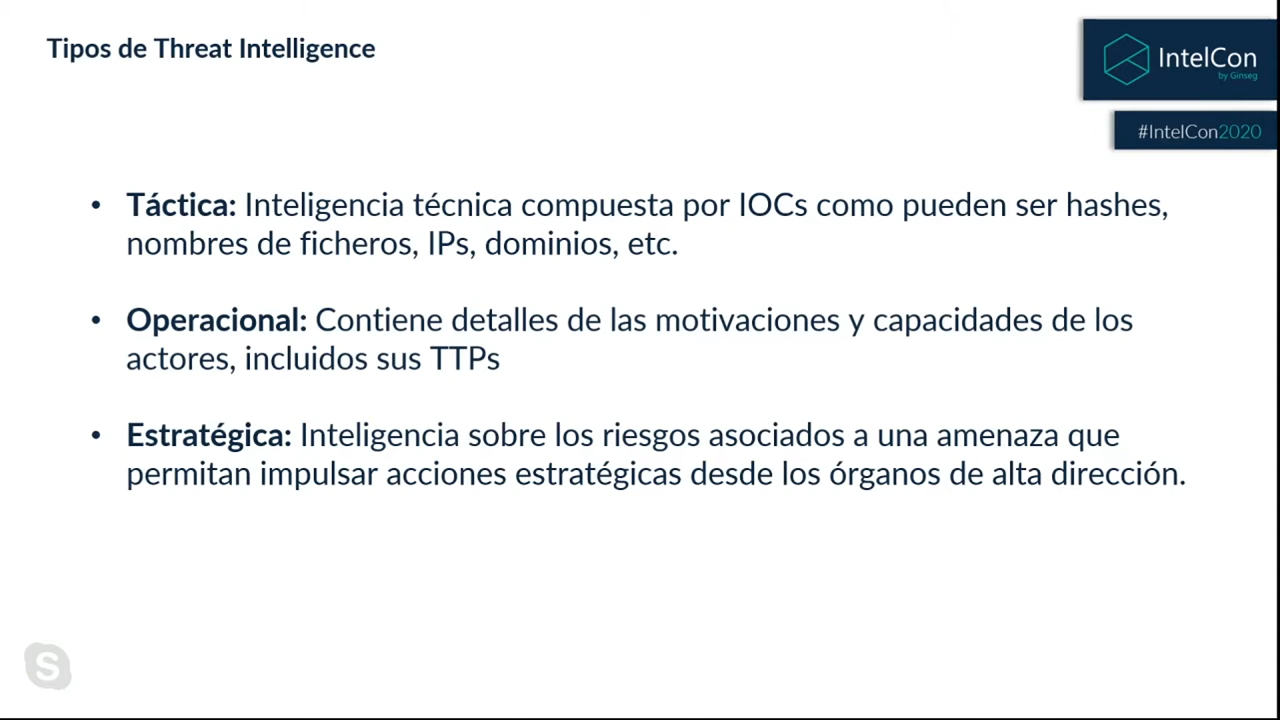 Tipos de Threat Intelligence
IntelCon
by Ginseg
#IntelCon2020
• Táctica: Inteligencia técnica compuesta por IOCs como pueden ser hashes,
nombres de ficheros, IPs, dominios, etc.
• Operacional: Contiene detalles de las motivaciones y capacidades de los
actores, incluidos sus TTPs
• Estratégica: Inteligencia sobre los riesgos asociados a una amenaza que
permitan impulsar acciones estratégicas desde los órganos de alta dirección.
S